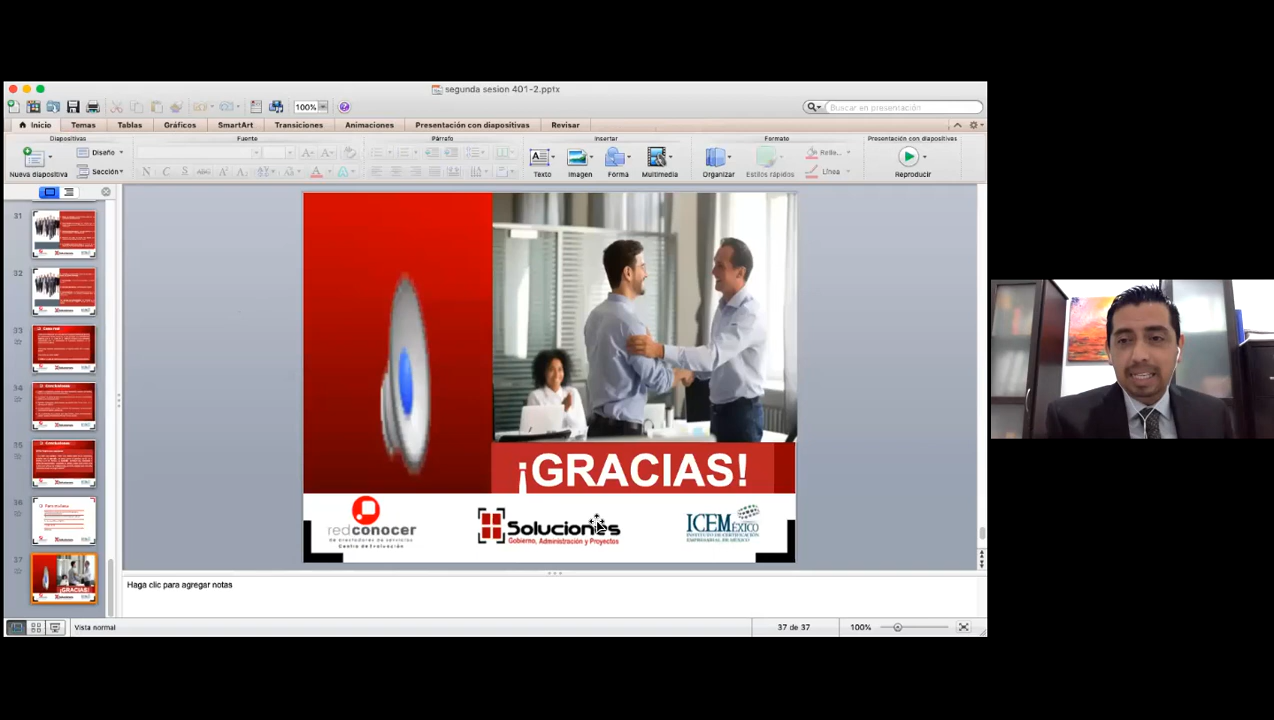 segunda sesion 401-2.pptx
100%
Buscar en presentación
Inicio
Temas
Tablas
Gráficos
SmartArt
Transiciones
Animaciones
Presentación con diapositivas
Revisar
Diapositivas
Fuente
Párrafo
Insertar
Formato
Presentación con diapositivas
Nueva diapositiva
Diseño
Sección
N C S ABC
Texto
Imagen
Forma
Multimedia
Organizar
Estilos rápidos
Relle...
Línea
Reproducir
31
32
33
34
35
36
37
¡GRACIAS!
redconocer
de prestadores de servicios
Centro de Evaluación
Soluciones
Gobierno, Administración y Proyectos
ICEMÉXICO
INSTITUTO DE CERTIFICACIÓN
EMPRESARIAL DE MÉXICO
Haga clic para agregar notas
Vista normal
37 de 37
100%